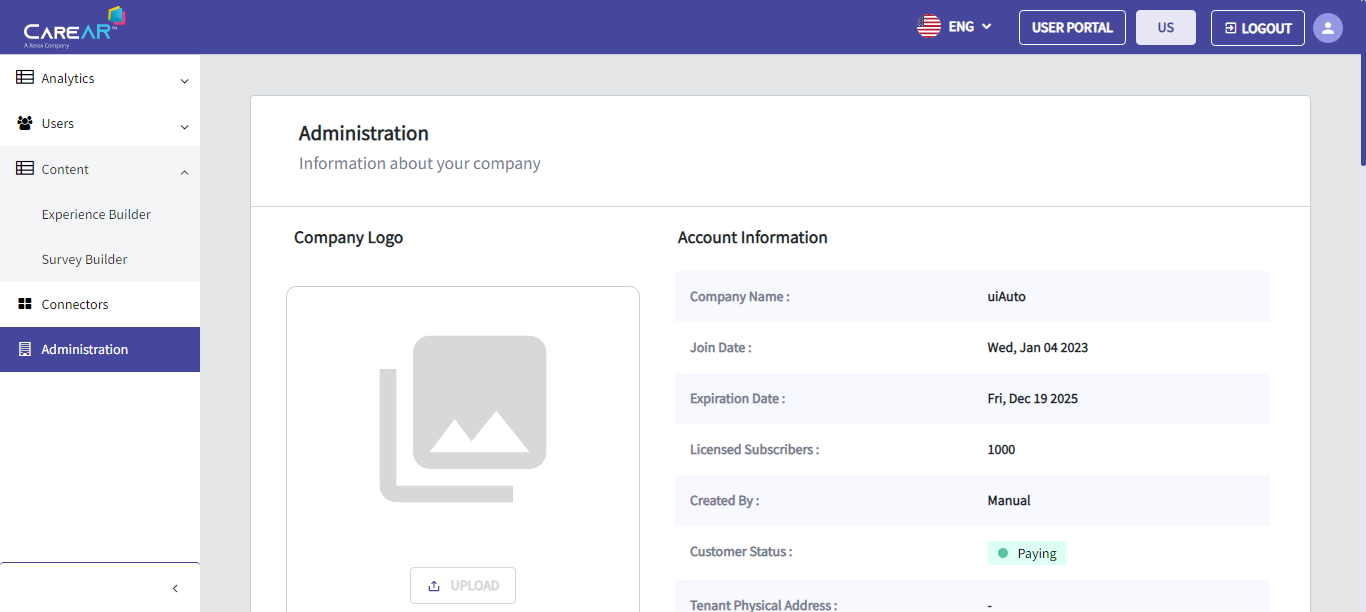 CAREAR™
A Xerox Company
ENG
USER PORTAL
US
LOGOUT
Analytics
Users
Content
Experience Builder
Survey Builder
Connectors
Administration
Administration
Information about your company
Company Logo
UPLOAD
Account Information
Company Name :
uiAuto
Join Date :
Wed, Jan 04 2023
Expiration Date :
Fri, Dec 19 2025
Licensed Subscribers :
1000
Created By :
Manual
Customer Status :
Paying
Tenant Physical Address :
-